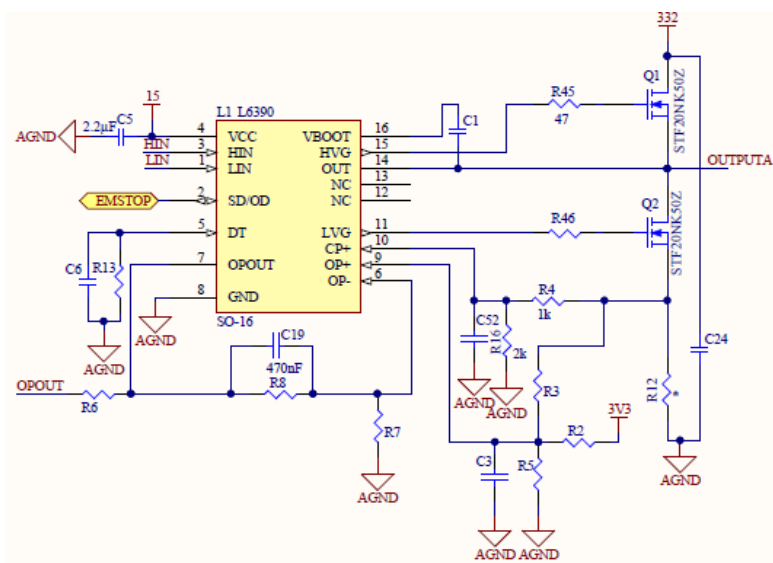 332
Q1
STF20NK50Z
15
L1 L6390
2.2µF C5
AGND
R45
47
C1
4 VCC VBOOT 16
HIN 3 HIN HVG 15
LIN 1 LIN OUT 14
OUTPUTA
NC 13
NC 12
EMSTOP 2 SD/OD
Q2
STF20NK50Z
5 DT LVG 11
R46
CP+ 10
7 OPOUT OP+ 9
OP- 6
8 GND
C6
R13
SO-16
AGND
AGND
R4
1k
C52
R16
2k
C24
C19
470nF
R8
OPOUT
R6
AGND
AGND
R3
R12
*
3V3
R7
R2
C3
R5
AGND
AGND
AGND
AGND